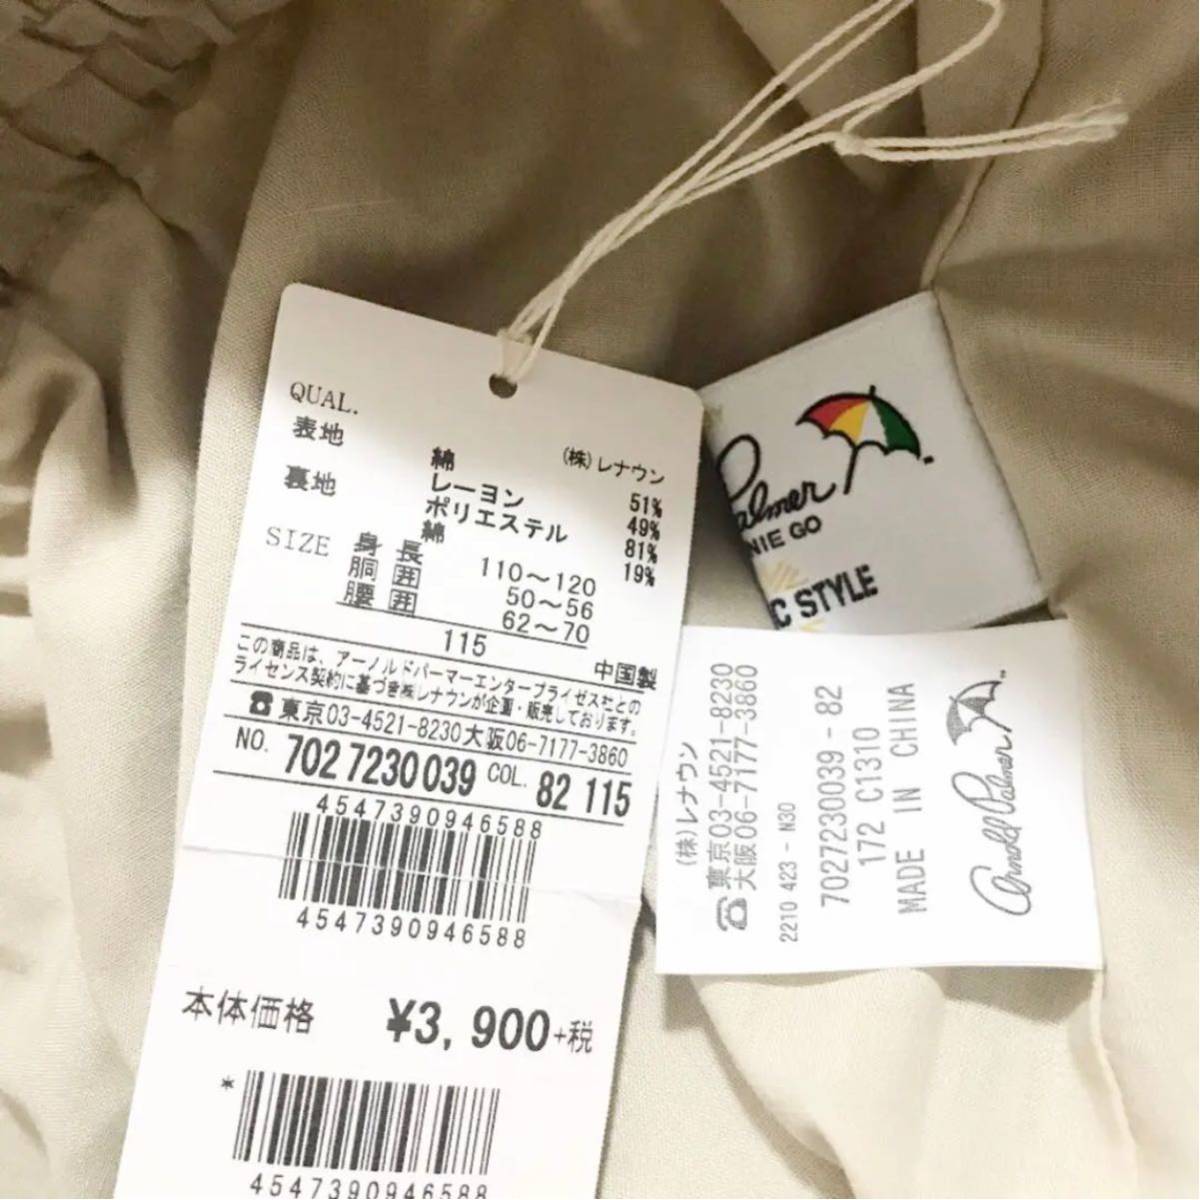 QUAL.
(株)レナウン
表地 綿 51%
レーヨン 49%
裏地 ポリエステル 81%
綿 19%
SIZE 身長 110～120
胴囲 50～56
腰囲 62～70
115
中国製
この商品は、アーノルドパーマーエンタープライゼス社との
ライセンス契約に基づき㈱レナウンが企画・販売しております。
☎東京03-4521-8230大阪06-7177-3860
NO. 7027230039 COL. 82 115
4547390946588
4547390946588
本体価格 ¥3,900+税
*
4547390946588
Palmer
NIE GO
C STYLE
(株)レナウン
☎東京03-4521-8230
大阪06-7177-3860
2210 423 - N30
7027230039 - 82
172 C1310
MADE IN CHINA
Arnold Palmer